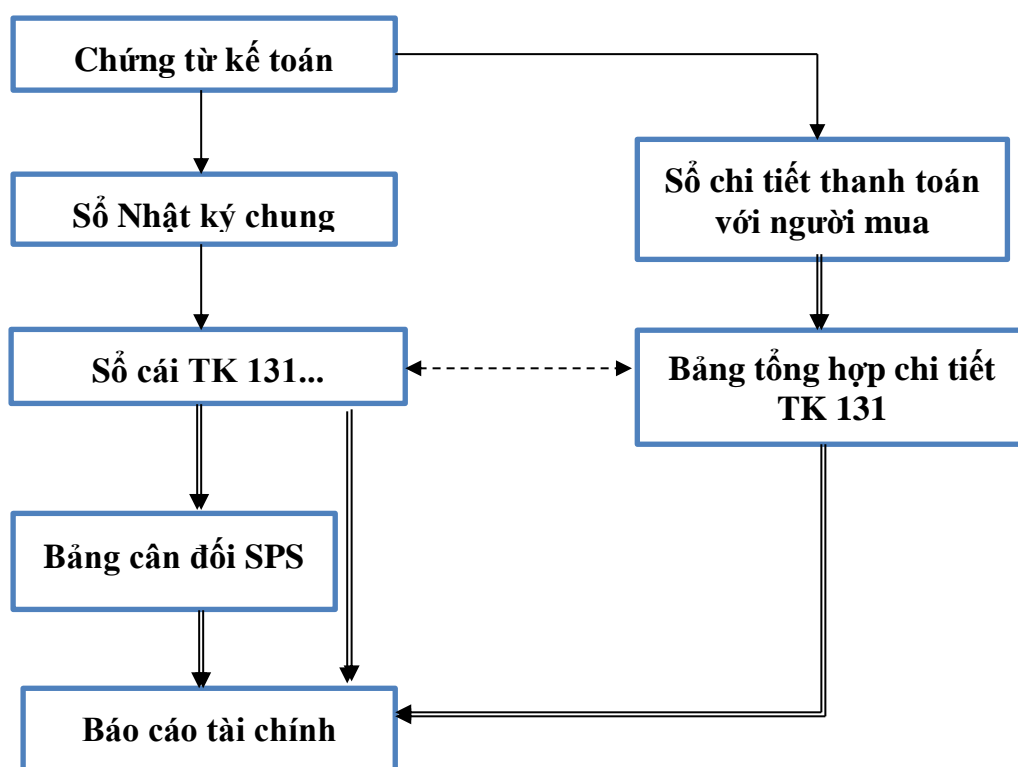 Chứng từ kế toán
Sổ Nhật ký chung
Sổ chi tiết thanh toán
với người mua
Sổ cái TK 131...
Bảng tổng hợp chi tiết
TK 131
Bảng cân đối SPS
Báo cáo tài chính